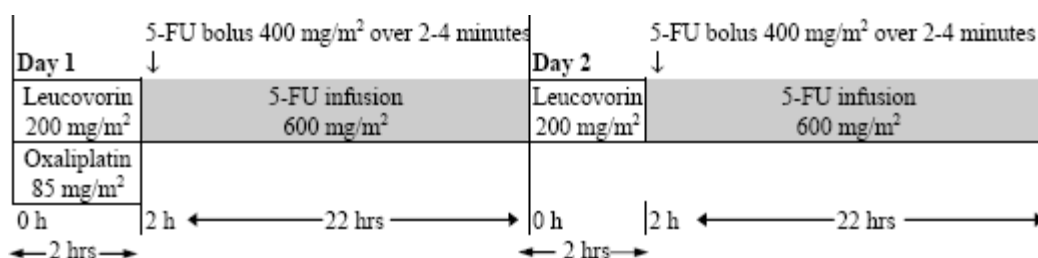 5-FU bolus 400 mg/m² over 2-4 minutes 5-FU bolus 400 mg/m² over 2-4 minutes
Day 1 ↓ Day 2 ↓
Leucovorin 5-FU infusion Leucovorin 5-FU infusion
200 mg/m² 600 mg/m² 200 mg/m² 600 mg/m²
Oxaliplatin
85 mg/m²
0 h 2 h 22 hrs 0 h 2 h 22 hrs
2 hrs 2 hrs